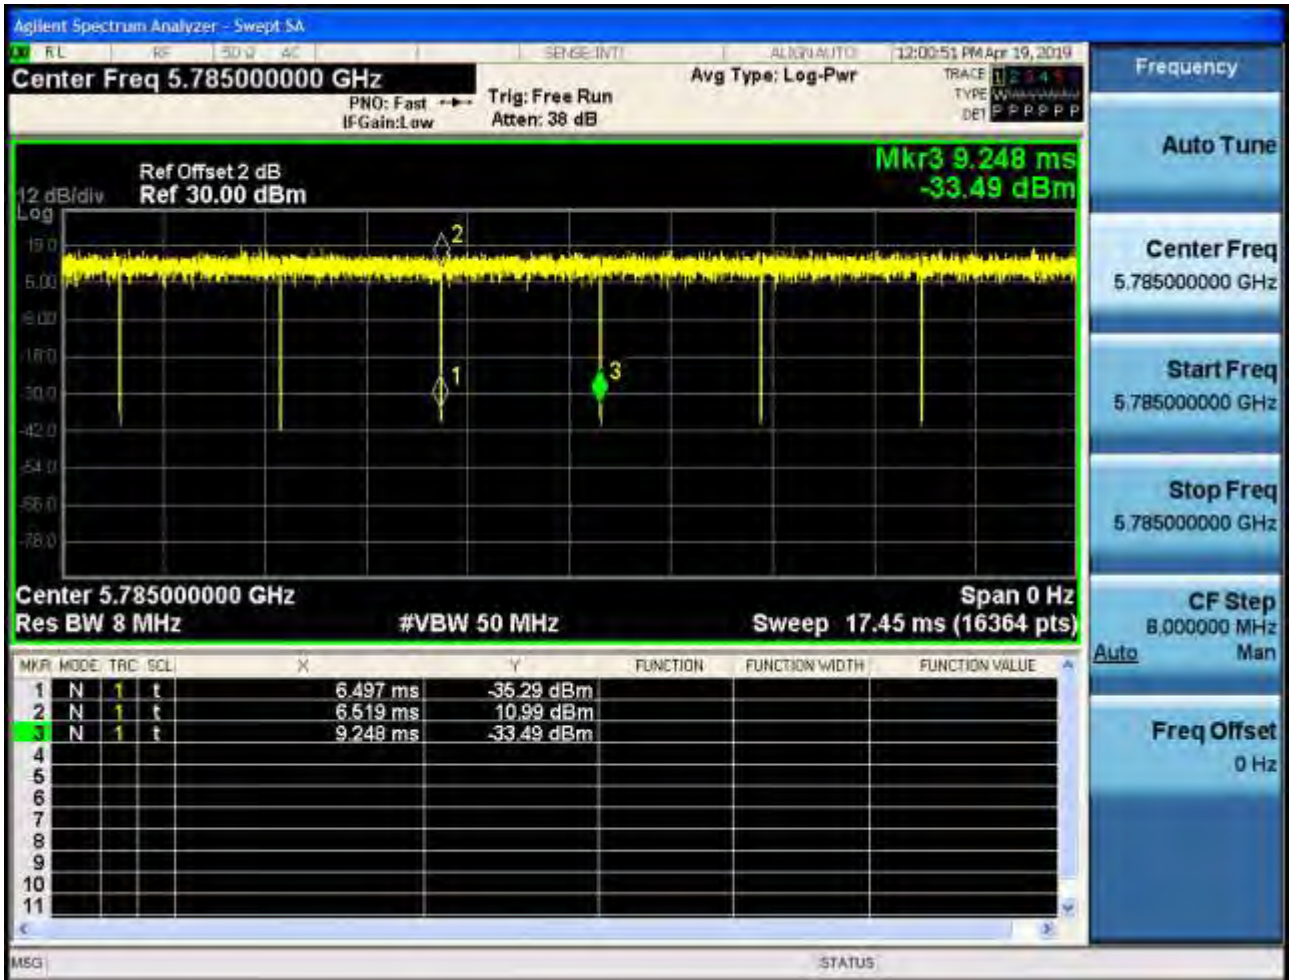 Agilent Spectrum Analyzer - Swept SA
RL RF 50 Ω AC SENSE:INT ALIGN AUTO 12:00:51 PM Apr 19, 2019
Center Freq 5.785000000 GHz
PNO: Fast
IFGain:Low
Trig: Free Run
Atten: 38 dB
Avg Type: Log-Pwr
TRACE 1 2 3 4 5 6
TYPE
DET P P P P P P
Frequency
Auto Tune
Mkr3 9.248 ms
-33.49 dBm
Ref Offset 2 dB
Ref 30.00 dBm
12 dB/div
Log
19.0
5.00
-6.00
-18.0
-30.0
-42.0
-54.0
-66.0
-78.0
2
1
3
Center 5.785000000 GHz
Span 0 Hz
Res BW 8 MHz
#VBW 50 MHz
Sweep 17.45 ms (16364 pts)
MKR MODE TRC SCL X Y FUNCTION FUNCTION WIDTH FUNCTION VALUE
1 N 1 t 6.497 ms -35.29 dBm
2 N 1 t 6.519 ms 10.99 dBm
3 N 1 t 9.248 ms -33.49 dBm
4
5
6
7
8
9
10
11
Center Freq
5.785000000 GHz
Start Freq
5.785000000 GHz
Stop Freq
5.785000000 GHz
CF Step
8.000000 MHz
Auto Man
Freq Offset
0 Hz
MSG
STATUS